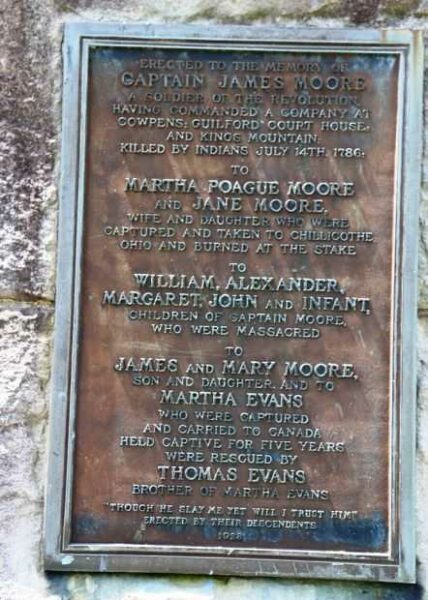 ERECTED TO THE MEMORY OF
CAPTAIN JAMES MOORE
A SOLDIER OF THE REVOLUTION,
HAVING COMMANDED A COMPANY AT
COWPENS, GUILFORD COURT HOUSE,
AND KINGS MOUNTAIN.
KILLED BY INDIANS JULY 14TH, 1786;
TO
MARTHA POAGUE MOORE
AND JANE MOORE,
WIFE AND DAUGHTER WHO WERE
CAPTURED AND TAKEN TO CHILLICOTHE,
OHIO AND BURNED AT THE STAKE
TO
WILLIAM, ALEXANDER,
MARGARET, JOHN AND INFANT,
CHILDREN OF CAPTAIN MOORE,
WHO WERE MASSACRED
TO
JAMES AND MARY MOORE,
SON AND DAUGHTER, AND TO
MARTHA EVANS
WHO WERE CAPTURED
AND CARRIED TO CANADA
HELD CAPTIVE FOR FIVE YEARS
WERE RESCUED BY
THOMAS EVANS
BROTHER OF MARTHA EVANS
"THOUGH HE SLAY ME YET WILL I TRUST HIM"
ERECTED BY THEIR DESCENDENTS
1928